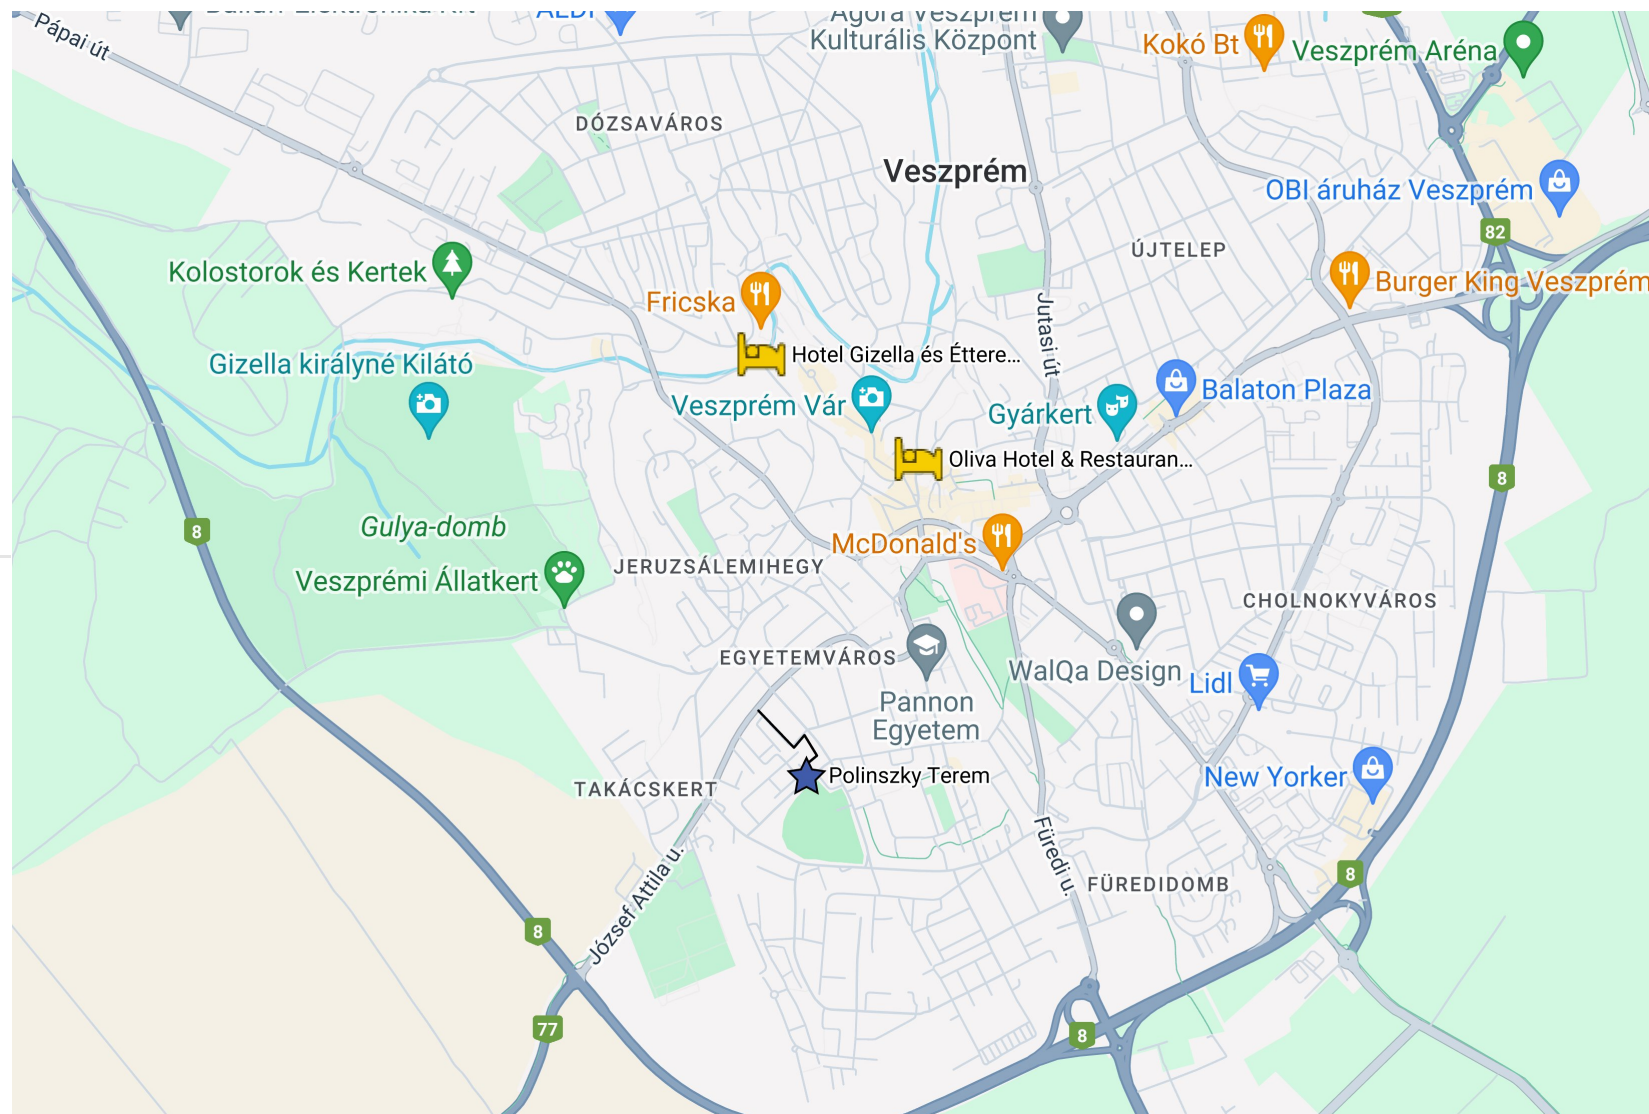 Pápai út
ALDI
Agóra Veszprém
Kulturális Központ
Kokó Bt
Veszprém Aréna
DÓZSAVÁROS
Veszprém
OBI áruház Veszprém
82
ÚJTELEP
Kolostorok és Kertek
Fricska
Burger King Veszprém
Jutasi út
Hotel Gizella és Éttere...
Gizella királyné Kilátó
Veszprém Vár
Gyárkert
Balaton Plaza
Oliva Hotel & Restauran...
8
8
Gulya-domb
McDonald's
JERUZSÁLEMIHEGY
Veszprémi Állatkert
CHOLNOKYVÁROS
EGYETEMVÁROS
WalQa Design
Lidl
Pannon
Egyetem
Polinszky Terem
New Yorker
TAKÁCSKERT
Füredi u.
József Attila u.
FÜREDIDOMB
8
8
77
8